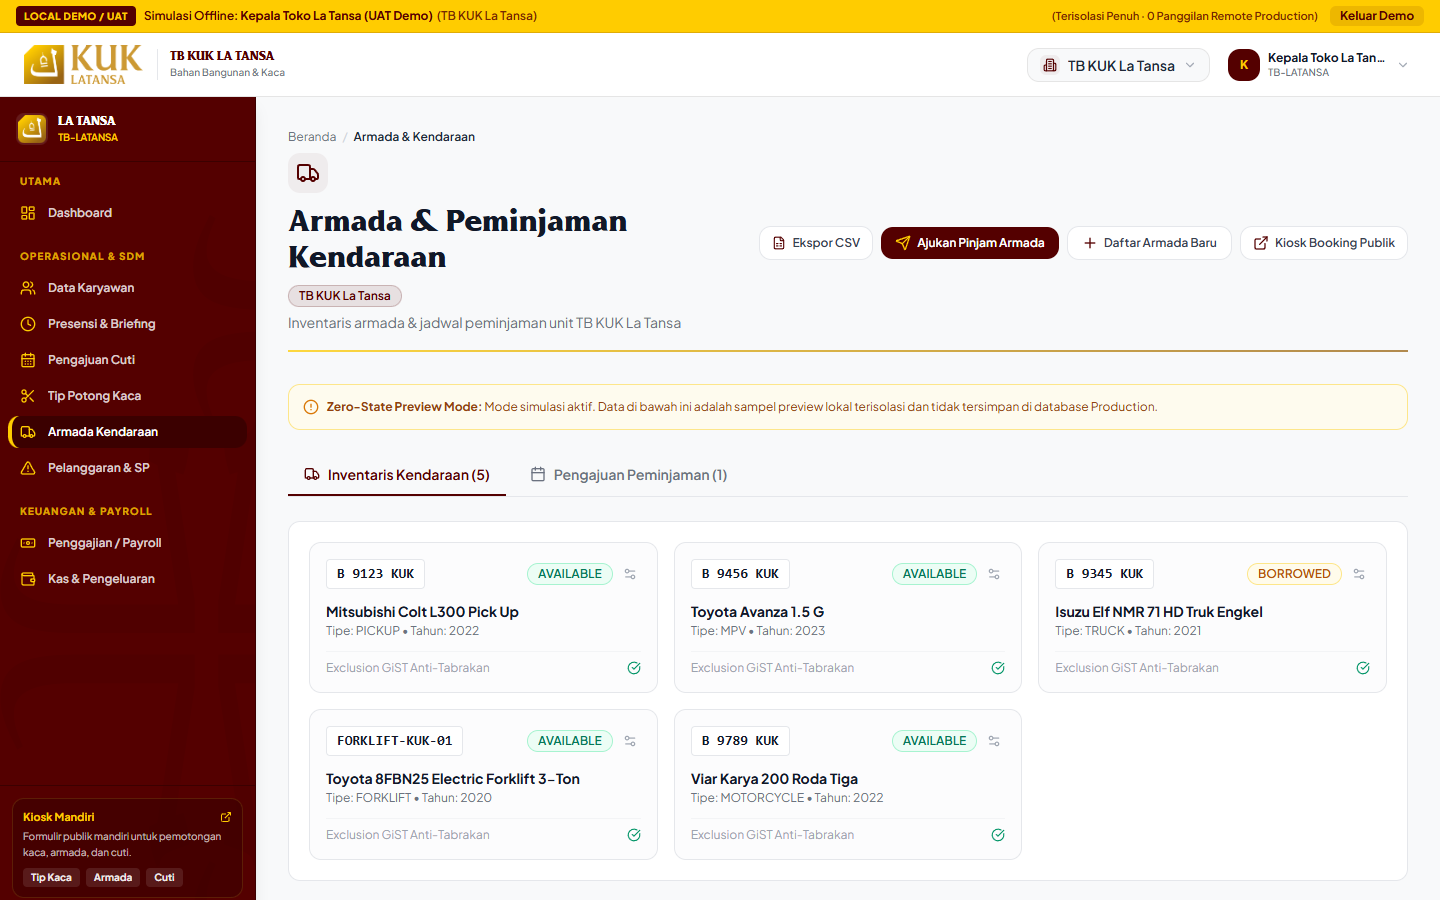 LOCAL DEMO / UAT Simulasi Offline: Kepala Toko La Tansa (UAT Demo) (TB KUK La Tansa) (Terisolasi Penuh · 0 Panggilan Remote Production) Keluar Demo
KUK
LATANSA
TB KUK LA TANSA
Bahan Bangunan & Kaca
TB KUK La Tansa
K
Kepala Toko La Tan...
TB-LATANSA
LA TANSA
TB-LATANSA
UTAMA
Dashboard
OPERASIONAL & SDM
Data Karyawan
Presensi & Briefing
Pengajuan Cuti
Tip Potong Kaca
Armada Kendaraan
Pelanggaran & SP
KEUANGAN & PAYROLL
Penggajian / Payroll
Kas & Pengeluaran
Kiosk Mandiri
Formulir publik mandiri untuk pemotongan
kaca, armada, dan cuti.
Tip Kaca Armada Cuti
Beranda / Armada & Kendaraan
Armada & Peminjaman
Kendaraan
TB KUK La Tansa
Inventaris armada & jadwal peminjaman unit TB KUK La Tansa
Ekspor CSV
Ajukan Pinjam Armada
Daftar Armada Baru
Kiosk Booking Publik
Zero-State Preview Mode: Mode simulasi aktif. Data di bawah ini adalah sampel preview lokal terisolasi dan tidak tersimpan di database Production.
Inventaris Kendaraan (5)
Pengajuan Peminjaman (1)
B 9123 KUK AVAILABLE
Mitsubishi Colt L300 Pick Up
Tipe: PICKUP • Tahun: 2022
Exclusion GiST Anti-Tabrakan
B 9456 KUK AVAILABLE
Toyota Avanza 1.5 G
Tipe: MPV • Tahun: 2023
Exclusion GiST Anti-Tabrakan
B 9345 KUK BORROWED
Isuzu Elf NMR 71 HD Truk Engkel
Tipe: TRUCK • Tahun: 2021
Exclusion GiST Anti-Tabrakan
FORKLIFT-KUK-01 AVAILABLE
Toyota 8FBN25 Electric Forklift 3-Ton
Tipe: FORKLIFT • Tahun: 2020
Exclusion GiST Anti-Tabrakan
B 9789 KUK AVAILABLE
Viar Karya 200 Roda Tiga
Tipe: MOTORCYCLE • Tahun: 2022
Exclusion GiST Anti-Tabrakan